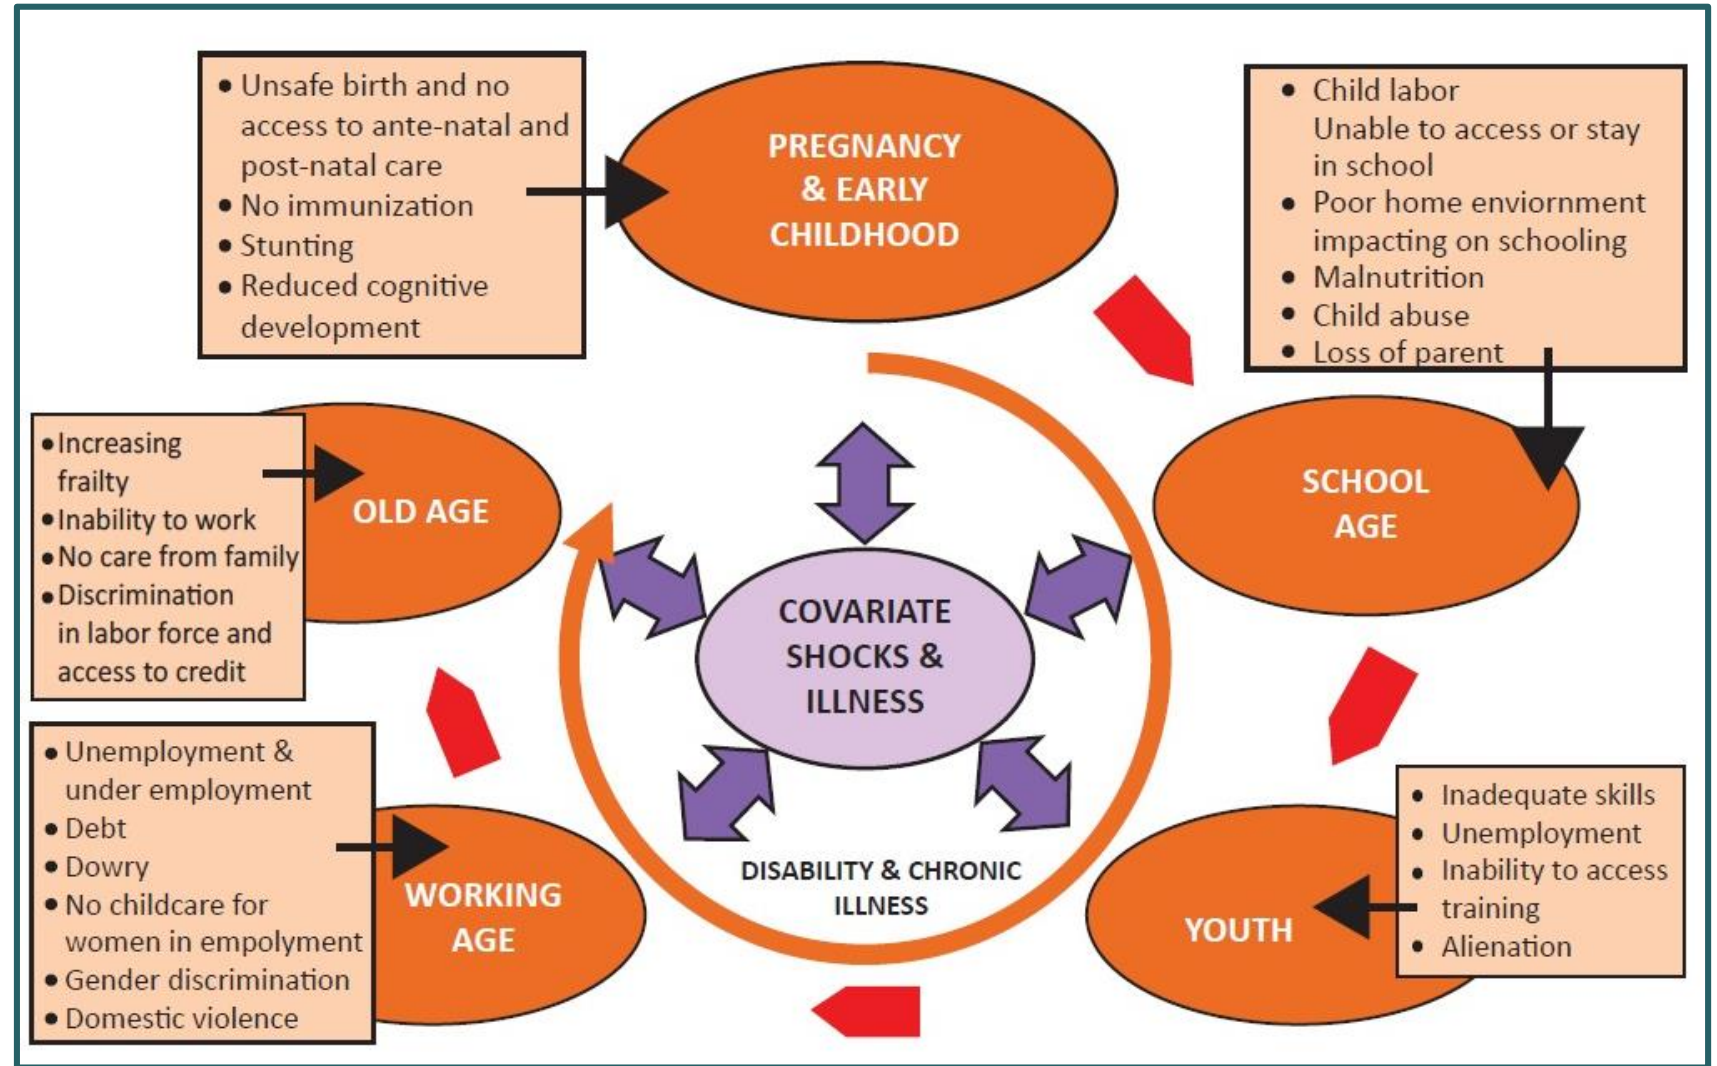 • Unsafe birth and no
access to ante-natal and
post-natal care
• No immunization
• Stunting
• Reduced cognitive
development
PREGNANCY
& EARLY
CHILDHOOD
• Child labor
Unable to access or stay
in school
• Poor home enviornment
impacting on schooling
• Malnutrition
• Child abuse
• Loss of parent
• Increasing
frailty
• Inability to work
• No care from family
• Discrimination
in labor force and
access to credit
OLD AGE
SCHOOL
AGE
COVARIATE
SHOCKS &
ILLNESS
• Unemployment &
under employment
• Debt
• Dowry
• No childcare for
women in empolyment
• Gender discrimination
• Domestic violence
WORKING
AGE
DISABILITY & CHRONIC
ILLNESS
YOUTH
• Inadequate skills
• Unemployment
• Inability to access
• training
• Alienation